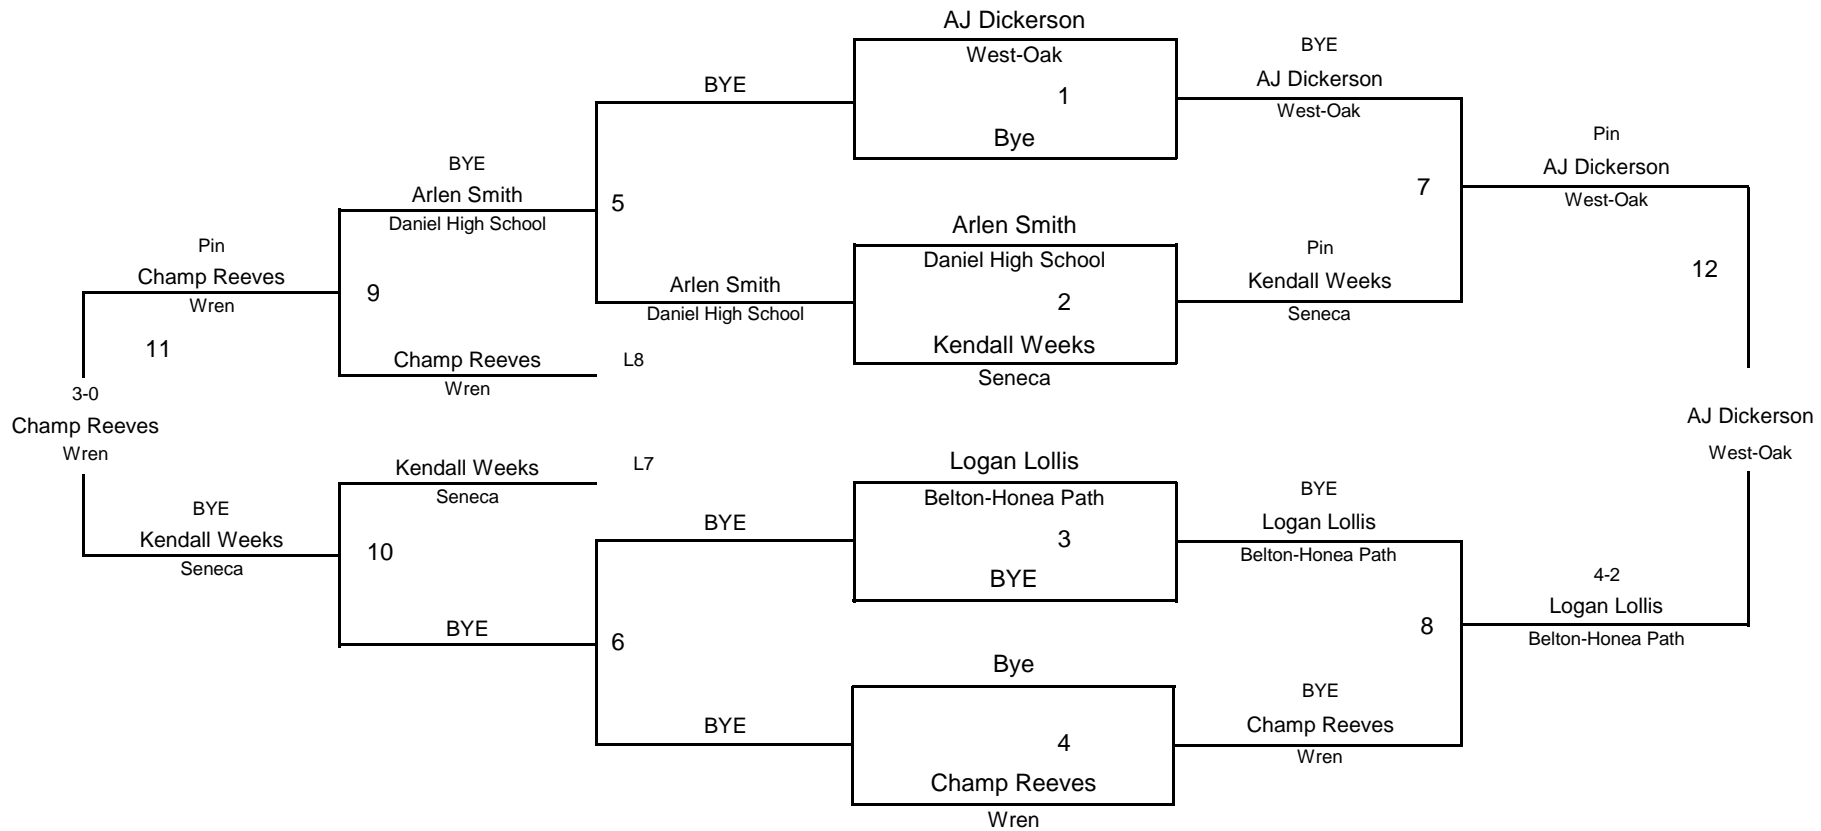 AJ Dickerson
West-Oak
1
Bye
BYE
AJ Dickerson
West-Oak
BYE
Pin
AJ Dickerson
West-Oak
7
BYE
Arlen Smith
Daniel High School
5
Arlen Smith
Daniel High School
2
Kendall Weeks
Seneca
Pin
Kendall Weeks
Seneca
12
Pin
Champ Reeves
Wren
9
Arlen Smith
Daniel High School
11
Champ Reeves
Wren
L8
3-0
Champ Reeves
Wren
AJ Dickerson
West-Oak
Kendall Weeks
Seneca
L7
Logan Lollis
Belton-Honea Path
3
BYE
BYE
Logan Lollis
Belton-Honea Path
BYE
BYE
Kendall Weeks
Seneca
10
4-2
Logan Lollis
Belton-Honea Path
8
BYE
6
Bye
4
Champ Reeves
Wren
BYE
BYE
Champ Reeves
Wren